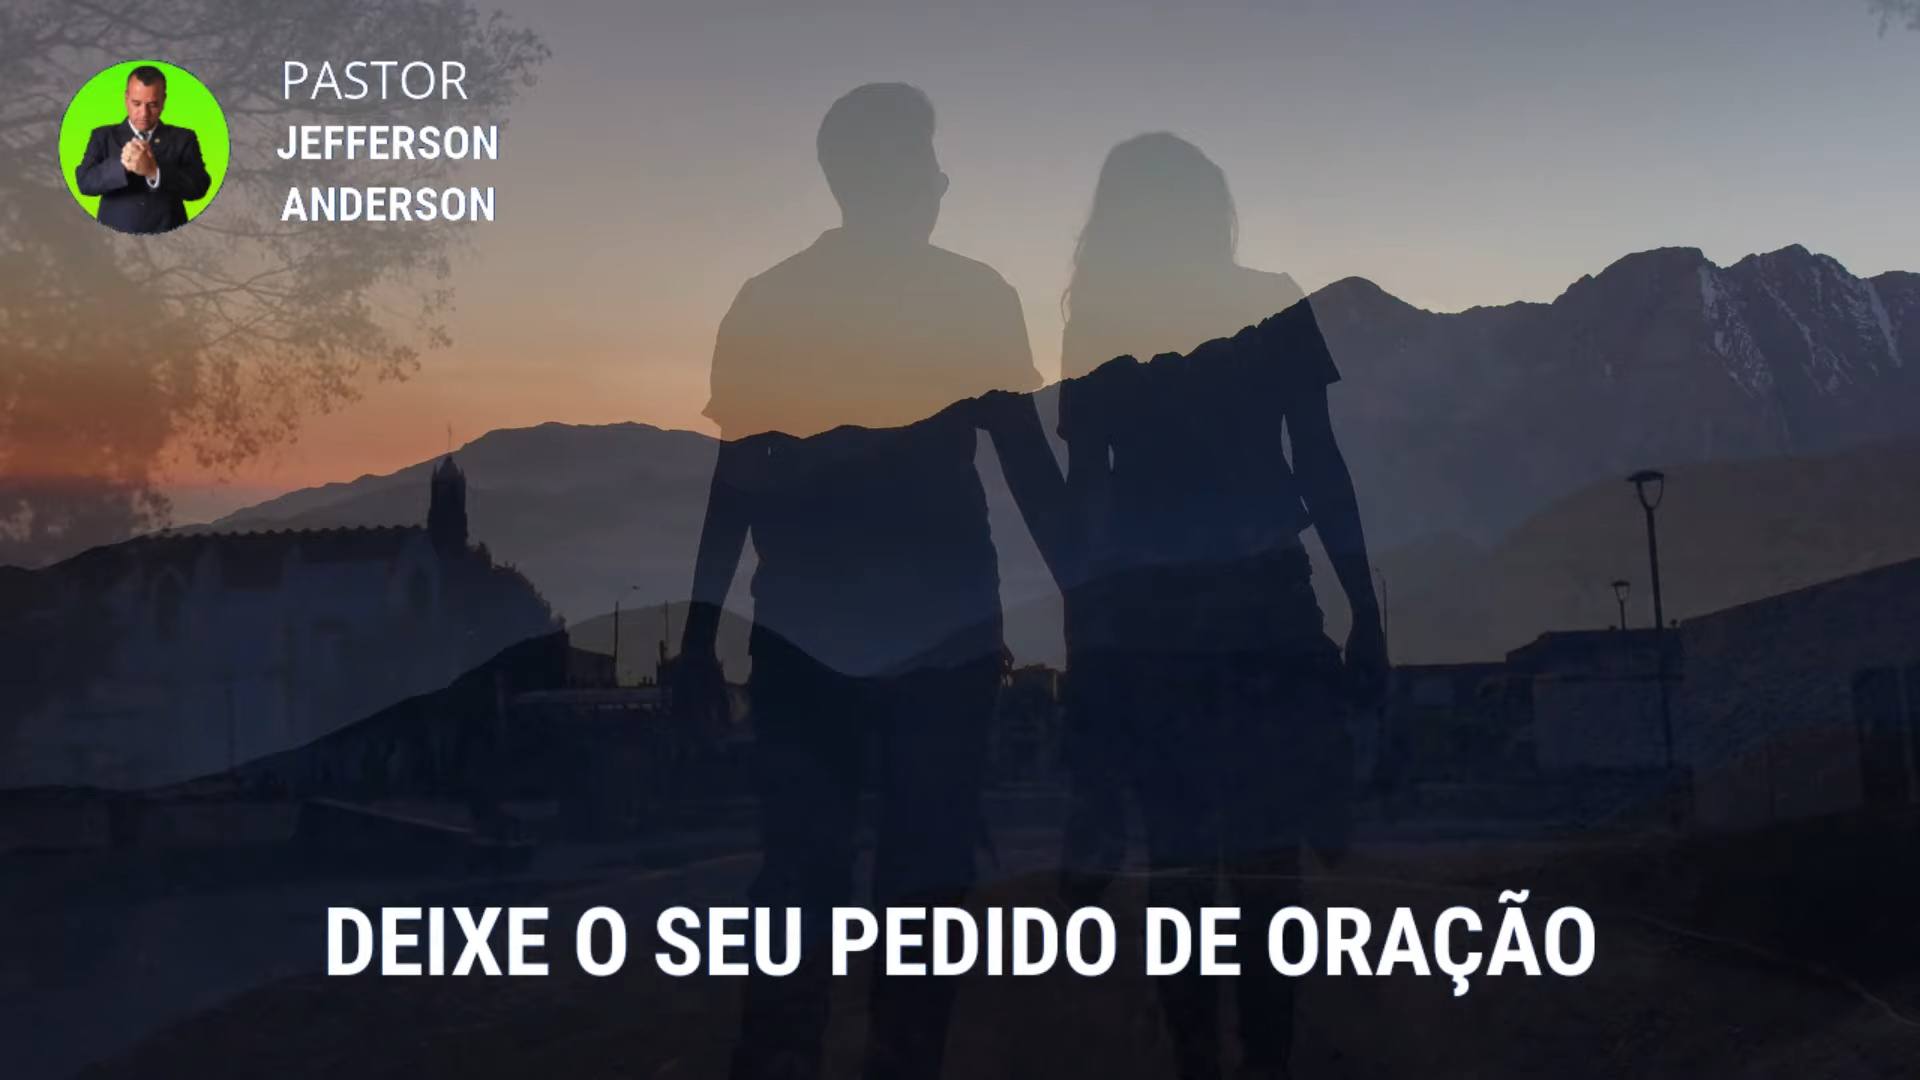 PASTOR
JEFFERSON
ANDERSON
DEIXE O SEU PEDIDO DE ORAÇÃO